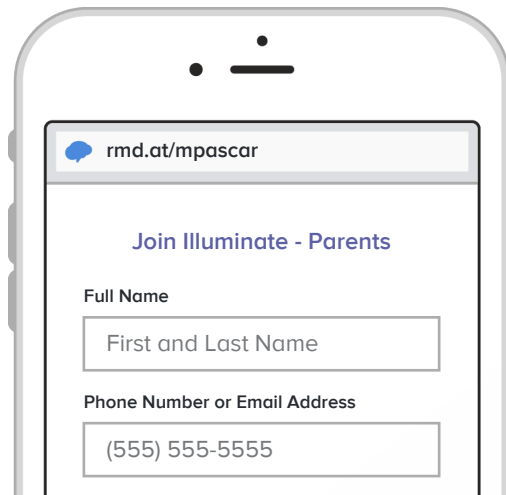 rmd.at/mpascar
Join Illuminate - Parents
Full Name
First and Last Name
Phone Number or Email Address
(555) 555-5555